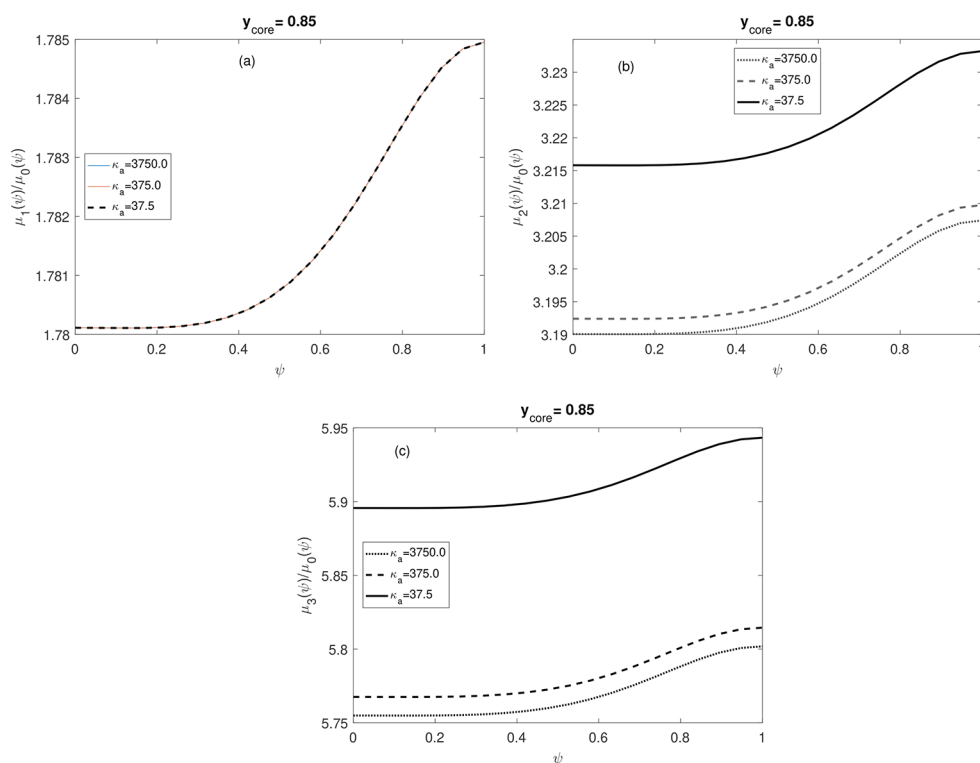 y_core= 0.85
(a)
1.785
1.784
1.783
1.782
1.781
1.78
μ_1(ψ)/μ_0(ψ)
κ_a=3750.0
κ_a=375.0
κ_a=37.5
0 0.2 0.4 0.6 0.8 1
ψ
y_core= 0.85
(b)
κ_a=3750.0
κ_a=375.0
κ_a=37.5
3.23
3.225
3.22
3.215
3.21
3.205
3.2
3.195
3.19
μ_2(ψ)/μ_0(ψ)
0 0.2 0.4 0.6 0.8 1
ψ
y_core= 0.85
(c)
5.95
5.9
5.85
5.8
5.75
μ_3(ψ)/μ_0(ψ)
κ_a=3750.0
κ_a=375.0
κ_a=37.5
0 0.2 0.4 0.6 0.8 1
ψ